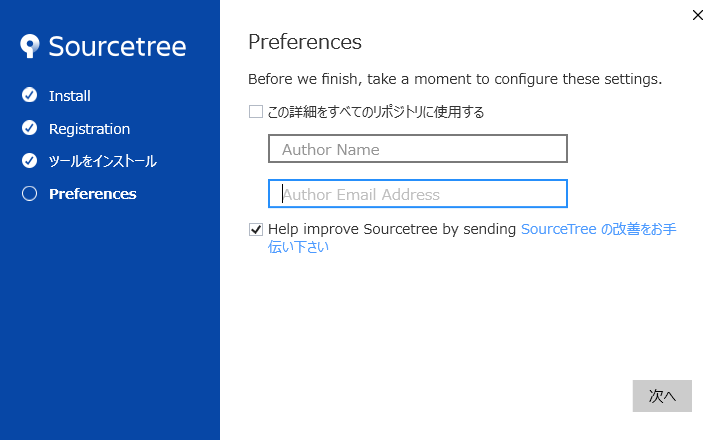 Sourcetree
Install
Registration
ツールをインストール
Preferences
Preferences
Before we finish, take a moment to configure these settings.
この詳細をすべてのリポジトリに使用する
Author Name
Author Email Address
Help improve Sourcetree by sending SourceTree の改善をお手
伝い下さい
次へ